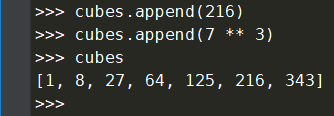 >>> cubes.append(216)
>>> cubes.append(7 ** 3)
>>> cubes
[1, 8, 27, 64, 125, 216, 343]
>>>